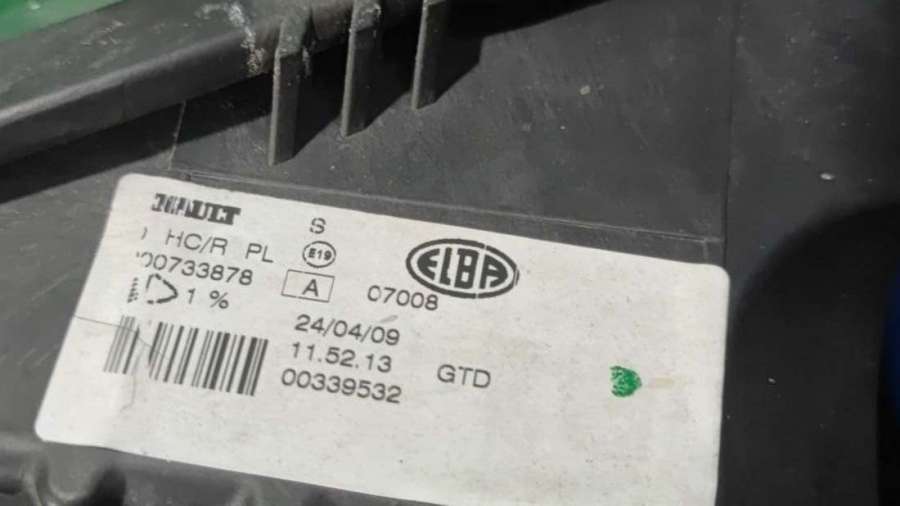 S
HC/R PL
E19
ELBA
00733878
A
07008
1 %
24/04/09
11.52.13
GTD
00339532